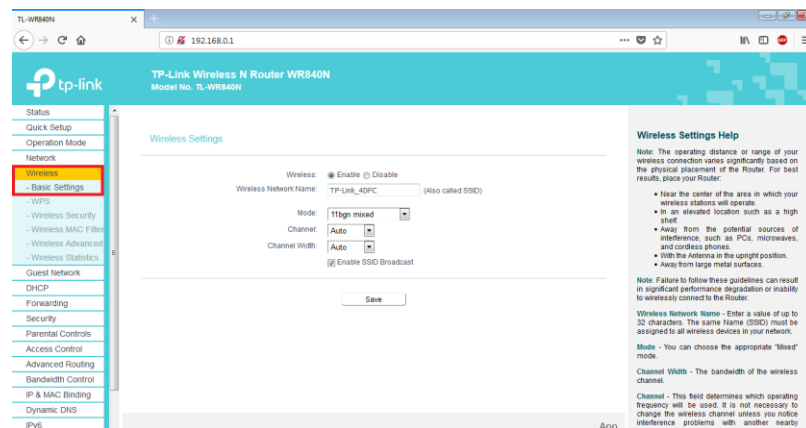 TL-WR840N
192.168.0.1
ABP
tp-link
TP-Link Wireless N Router WR840N
Model No. TL-WR840N
Status
Quick Setup
Operation Mode
Network
Wireless
- Basic Settings
- WPS
- Wireless Security
- Wireless MAC Filter
- Wireless Advanced
- Wireless Statistics
Guest Network
DHCP
Forwarding
Security
Parental Controls
Access Control
Advanced Routing
Bandwidth Control
IP & MAC Binding
Dynamic DNS
IPv6
Wireless Settings
Wireless: Enable Disable
Wireless Network Name: TP-Link_4DFC (Also called SSID)
Mode: 11bgn mixed
Channel: Auto
Channel Width: Auto
Enable SSID Broadcast
Save
App
Wireless Settings Help
Note: The operating distance or range of your
wireless connection varies significantly based on
the physical placement of the Router. For best
results, place your Router:
• Near the center of the area in which your
wireless stations will operate.
• In an elevated location such as a high
shelf.
• Away from the potential sources of
interference, such as PCs, microwaves,
and cordless phones.
• With the Antenna in the upright position.
• Away from large metal surfaces.
Note: Failure to follow these guidelines can result
in significant performance degradation or inability
to wirelessly connect to the Router.
Wireless Network Name - Enter a value of up to
32 characters. The same Name (SSID) must be
assigned to all wireless devices in your network.
Mode - You can choose the appropriate "Mixed"
mode.
Channel Width - The bandwidth of the wireless
channel.
Channel - This field determines which operating
frequency will be used. It is not necessary to
change the wireless channel unless you notice
interference problems with another nearby